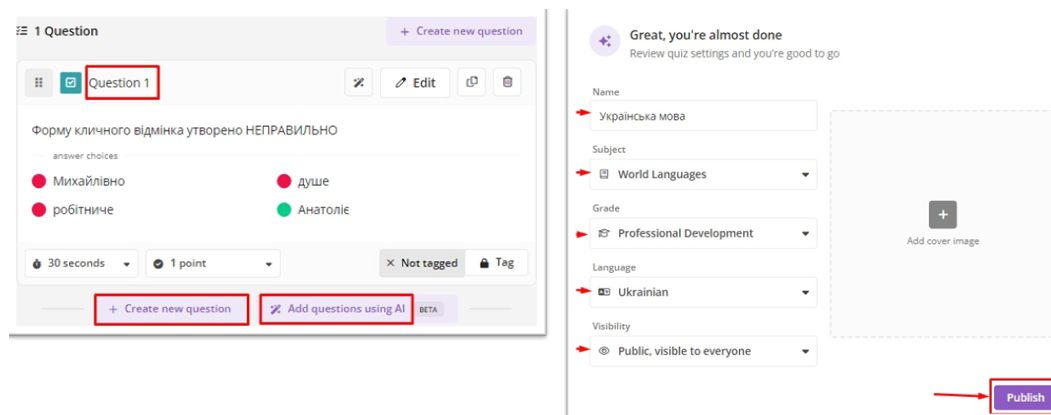 1 Question
+ Create new question
Question 1
Edit
Форму кличного відмінка утворено НЕПРАВИЛЬНО
answer choices
Михайлівно
душе
робітниче
Анатоліє
30 seconds
1 point
× Not tagged
Tag
+ Create new question
Add questions using AI BETA
Great, you're almost done
Review quiz settings and you're good to go
Name
Українська мова
Subject
World Languages
Grade
Professional Development
Language
Ukrainian
Visibility
Public, visible to everyone
Add cover image
Publish